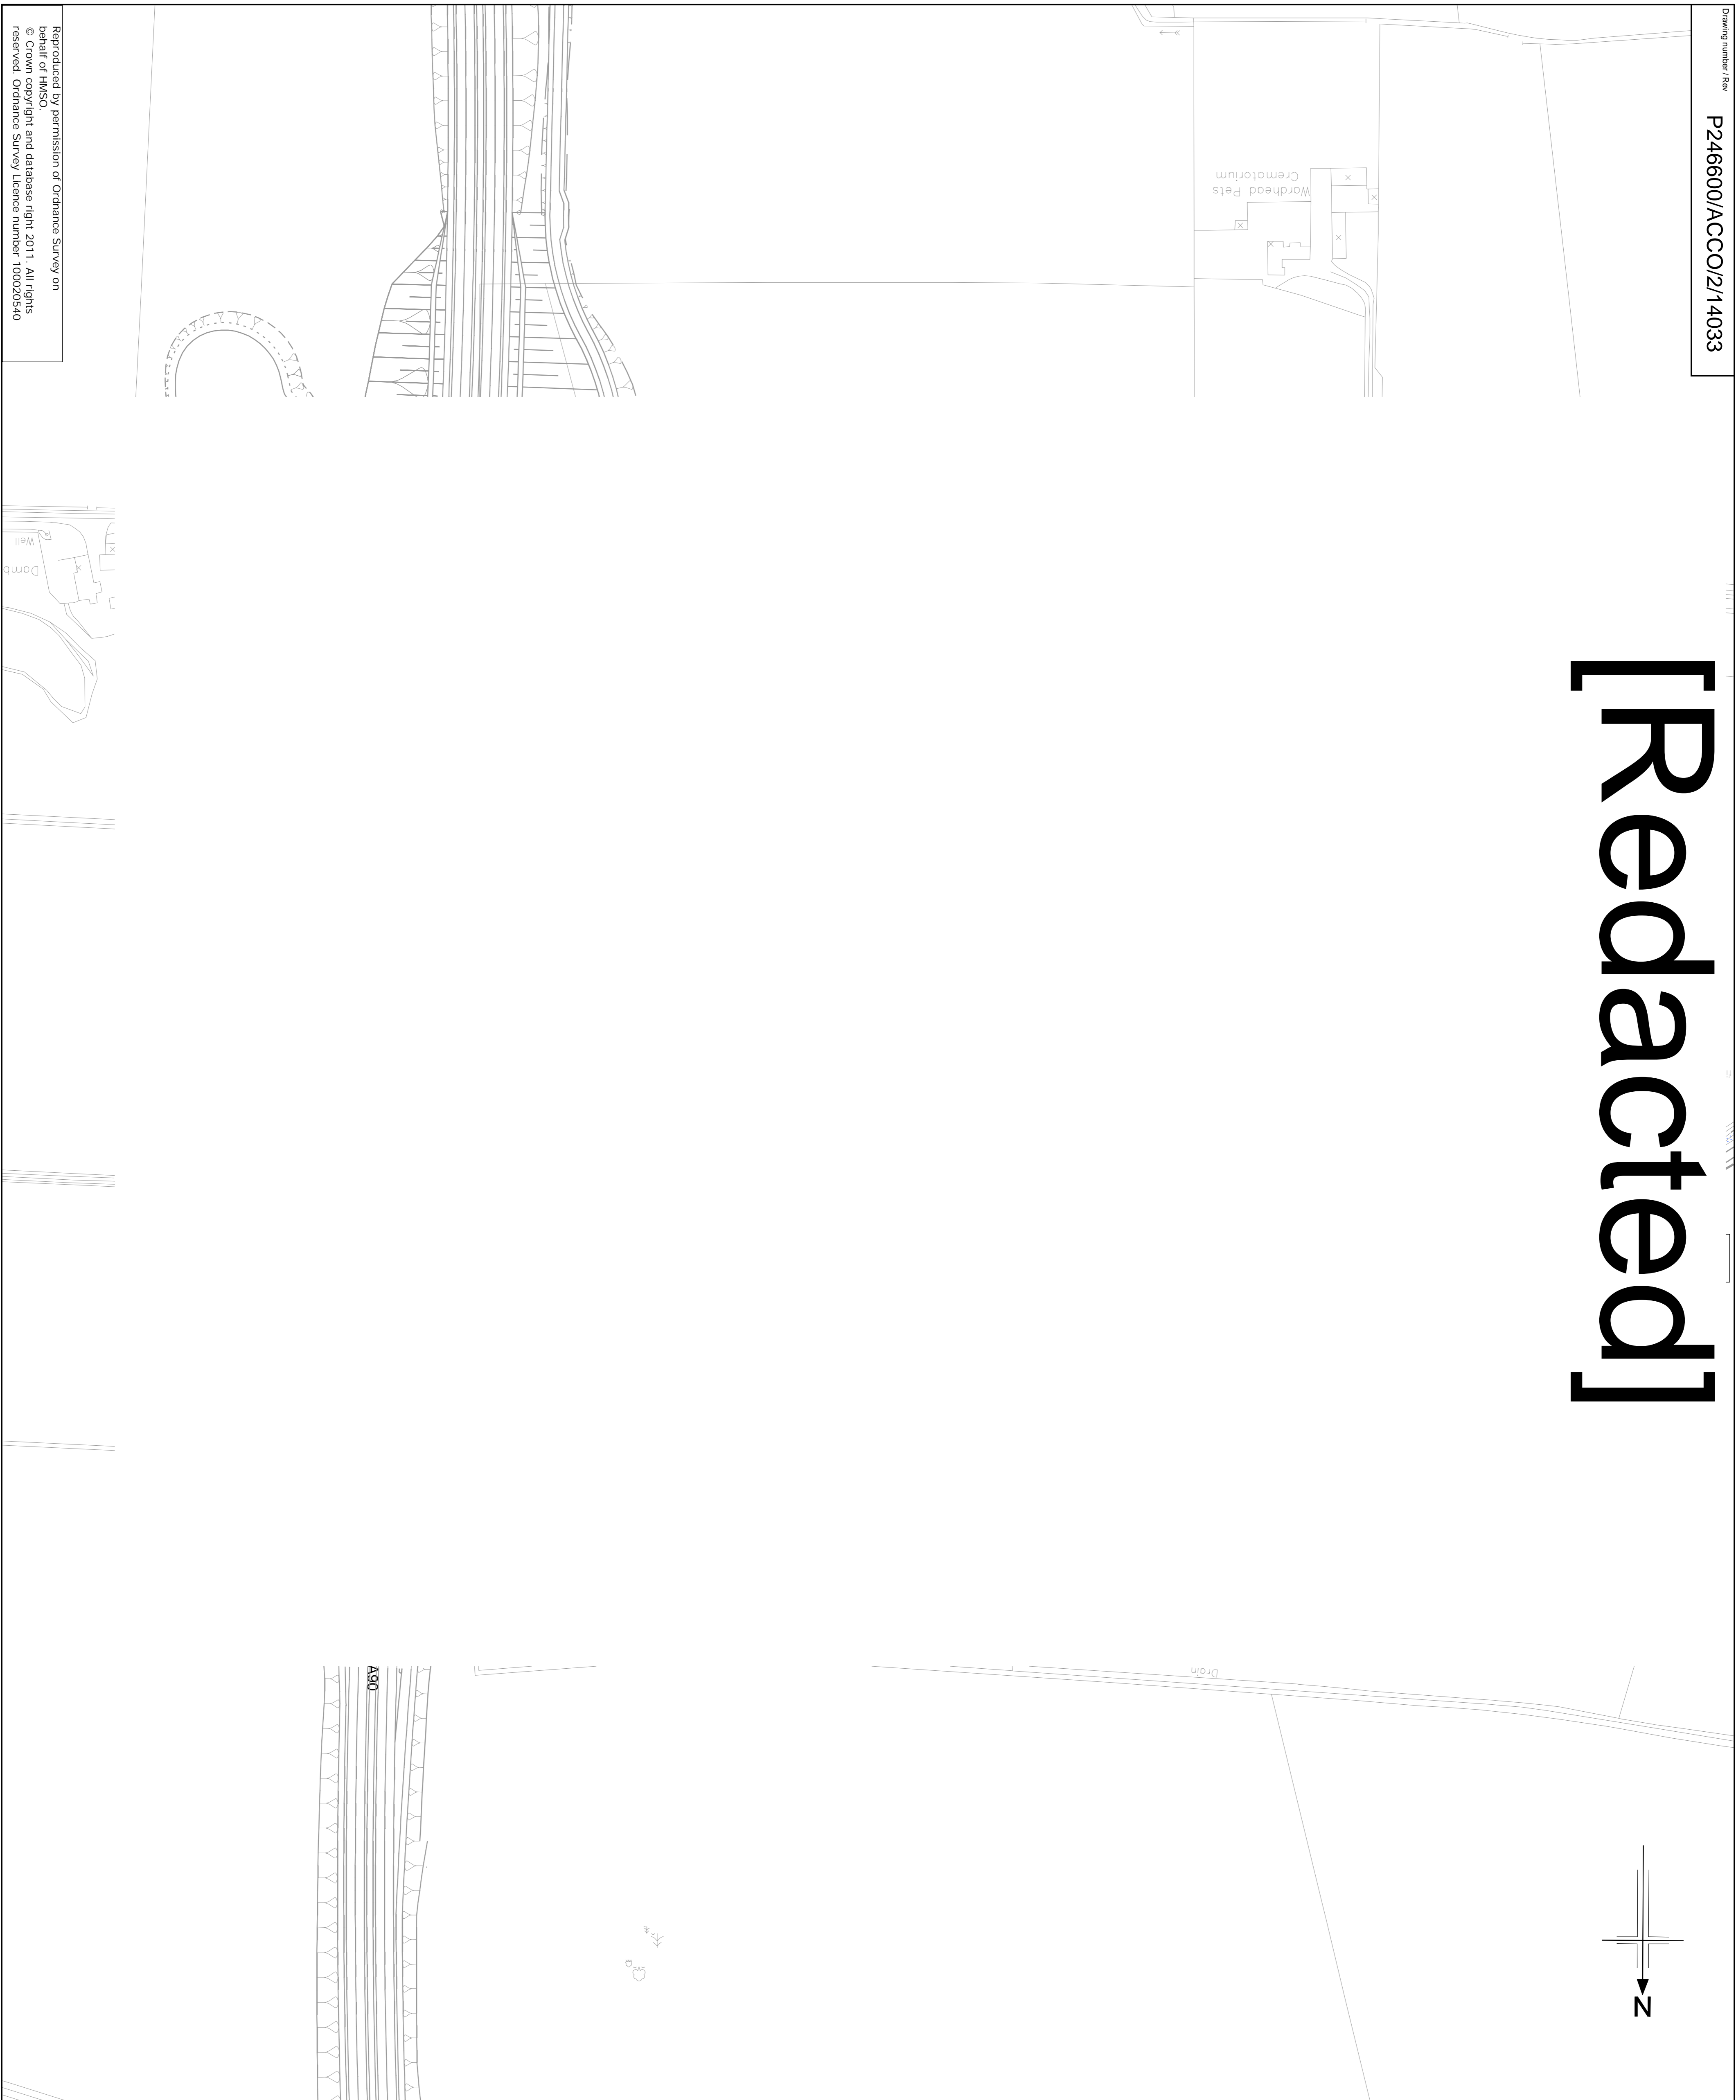 Drawing number / Rev
P246600/ACCO/2/14033
[Redacted]
Wardhead Pets
Crematorium
Well
Damb
A90
Drain
N
Reproduced by permission of Ordnance Survey on
behalf of HMSO.
© Crown copyright and database right 2011. All rights
reserved. Ordnance Survey Licence number 100020540